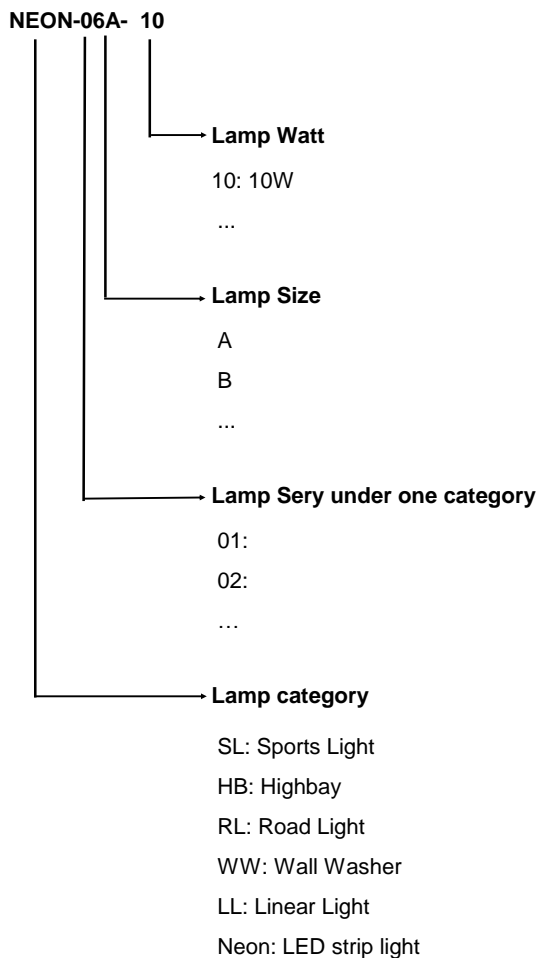 NEON-06A- 10
Lamp Watt
10: 10W
...
Lamp Size
A
B
...
Lamp Sery under one category
01:
02:
…
Lamp category
SL: Sports Light
HB: Highbay
RL: Road Light
WW: Wall Washer
LL: Linear Light
Neon: LED strip light